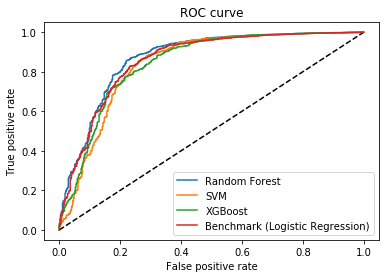 ROC curve
True positive rate
1.0
0.8
0.6
0.4
0.2
0.0
Random Forest
SVM
XGBoost
Benchmark (Logistic Regression)
0.0 0.2 0.4 0.6 0.8 1.0
False positive rate